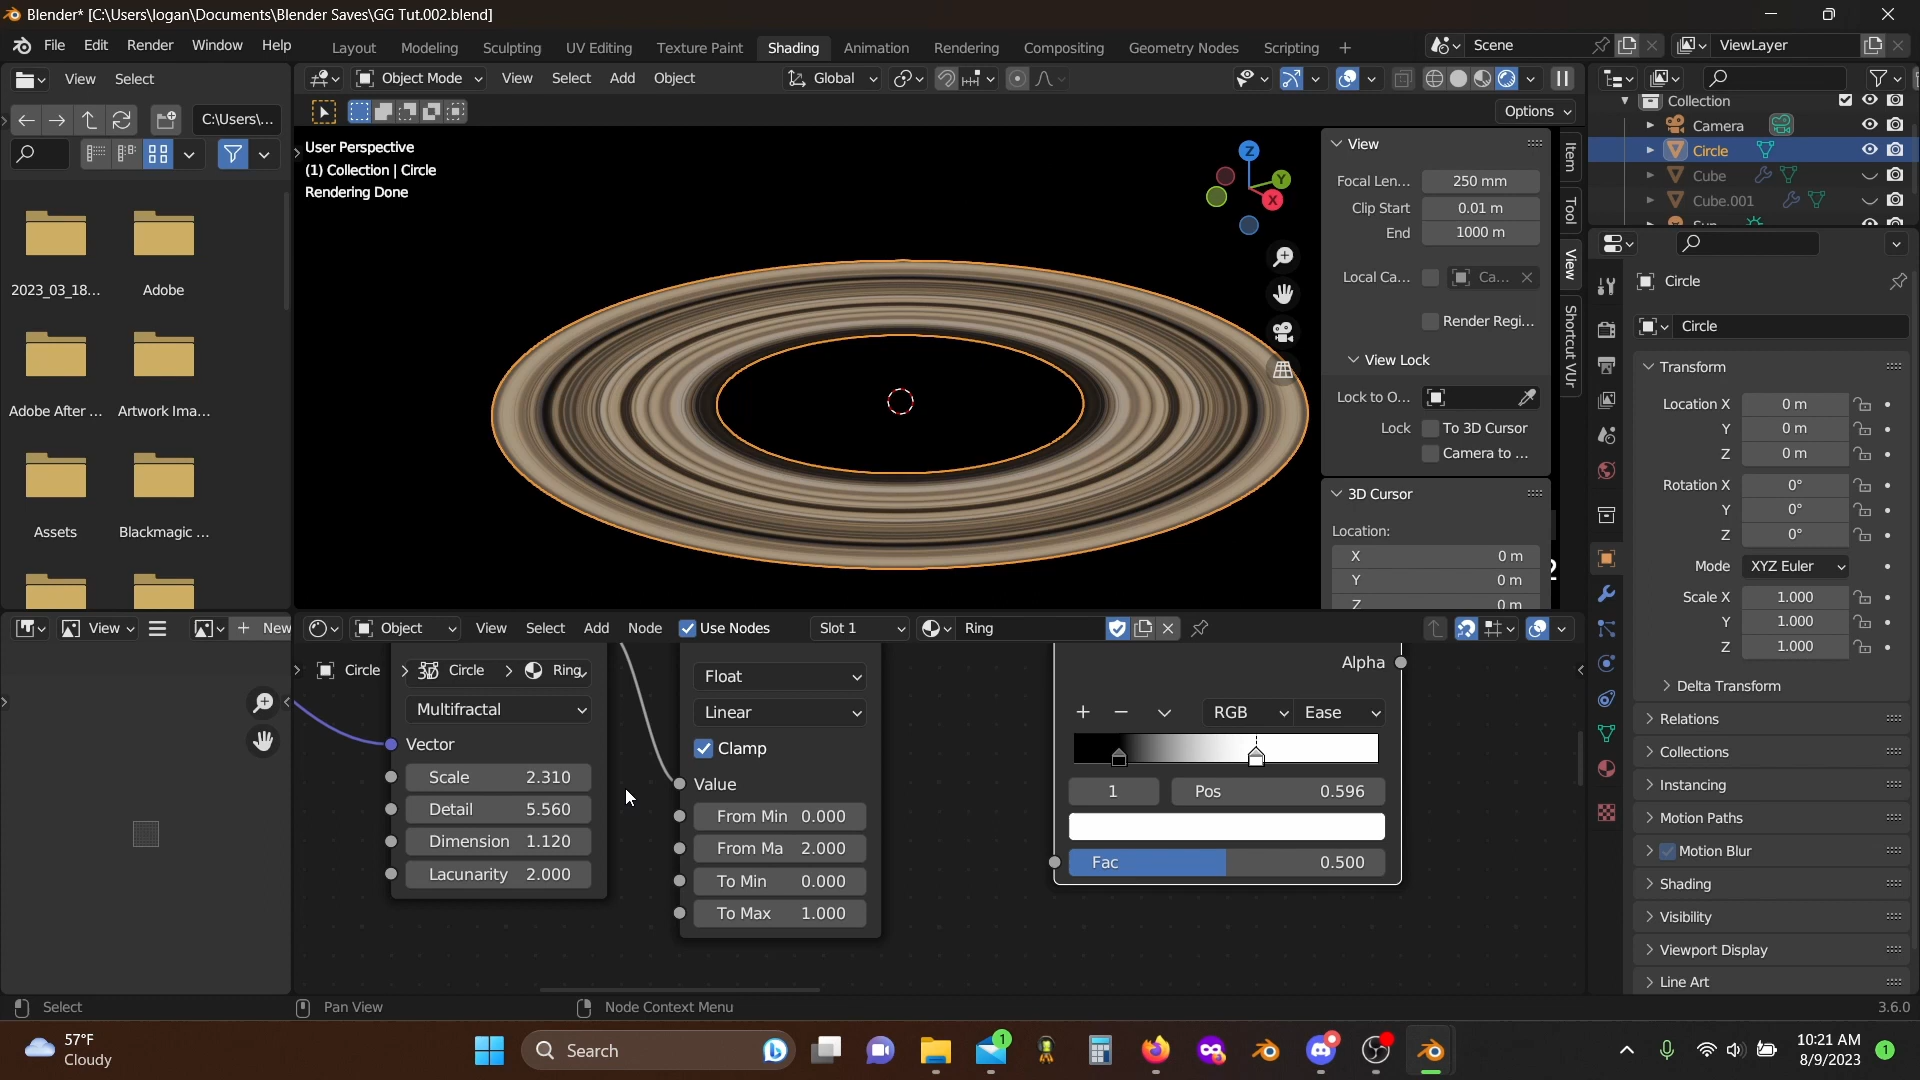 Blender* [C:\Users\logan\Documents\Blender Saves\GG Tut.002.blend]
File Edit Render Window Help Layout Modeling Sculpting UV Editing Texture Paint Shading Animation Rendering Compositing Geometry Nodes Scripting + Scene ViewLayer
View Select Object Mode View Select Add Object Global
C:\Users\... Options
User Perspective
(1) Collection | Circle
Rendering Done
2023_03_18... Adobe
Adobe After ... Artwork Ima...
Assets Blackmagic ...
Z
Y
X
View
Focal Len... 250 mm
Clip Start 0.01 m
End 1000 m
Local Ca... Ca...
Render Regi...
View Lock
Lock to O...
Lock To 3D Cursor
Camera to ...
3D Cursor
Location:
X 0 m
Y 0 m
Z 0 m
Item
Tool
View
Shortcut VUr
Collection
Camera
Circle
Cube
Cube.001
Circle
Circle
Transform
Location X 0 m
Y 0 m
Z 0 m
Rotation X 0°
Y 0°
Z 0°
Mode XYZ Euler
Scale X 1.000
Y 1.000
Z 1.000
Delta Transform
Relations
Collections
Instancing
Motion Paths
Motion Blur
Shading
Visibility
Viewport Display
Line Art
View + New Object View Select Add Node Use Nodes Slot 1 Ring
Circle > Circle > Ring
Multifractal
Vector
Scale 2.310
Detail 5.560
Dimension 1.120
Lacunarity 2.000
Float
Linear
Clamp
Value
From Min 0.000
From Ma 2.000
To Min 0.000
To Max 1.000
Alpha
+ − RGB Ease
1 Pos 0.596
Fac 0.500
Select Pan View Node Context Menu 3.6.0
57°F
Cloudy
Search
1
10:21 AM
8/9/2023
1